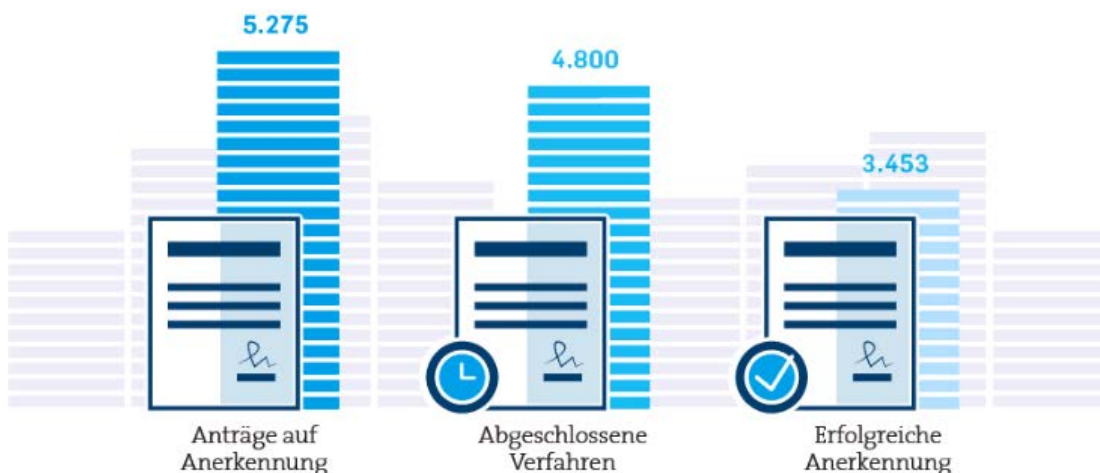 5.275
4.800
3.453
Anträge auf
Anerkennung
Abgeschlossene
Verfahren
Erfolgreiche
Anerkennung